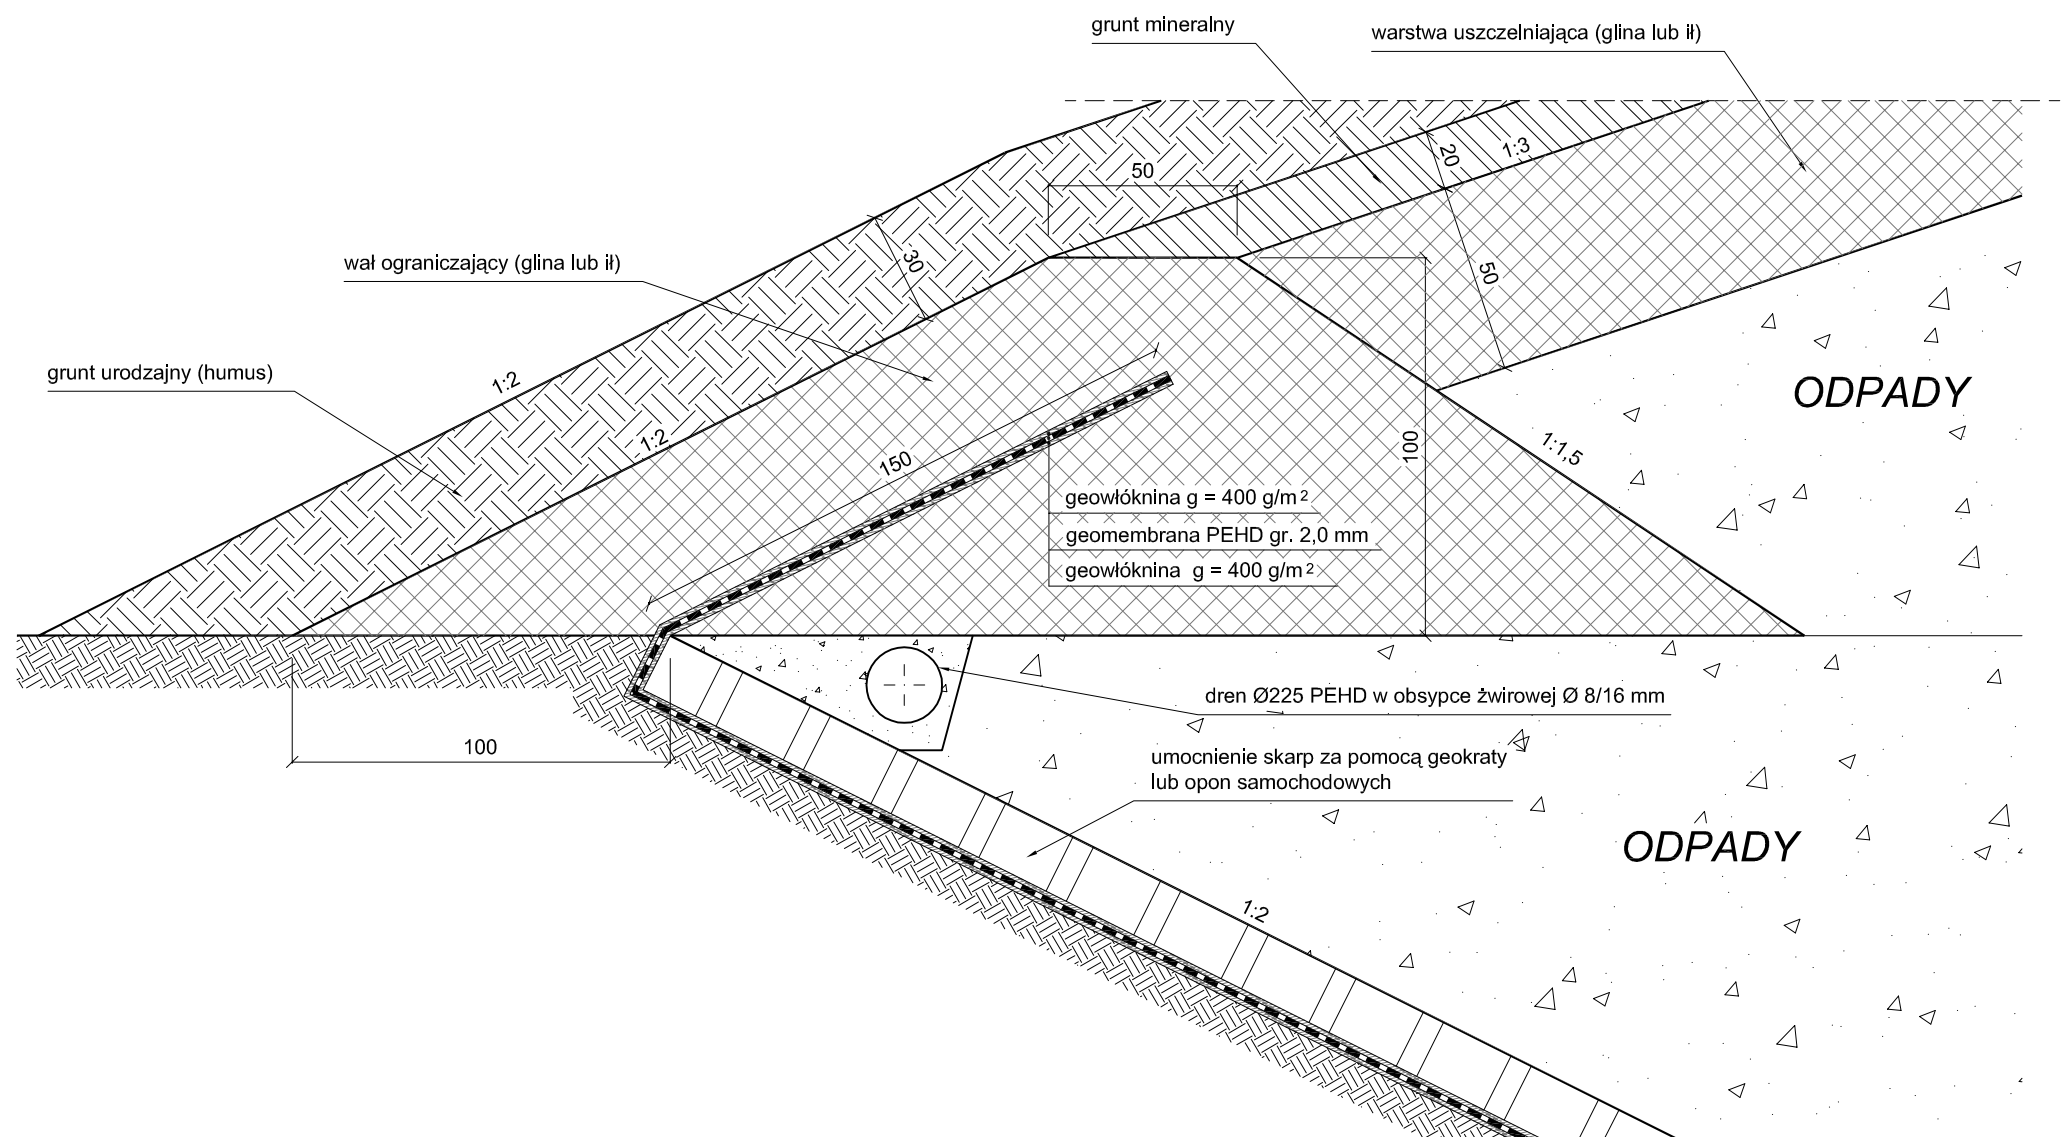 grunt mineralny
warstwa uszczelniająca (glina lub ił)
20
1:3
50
50
30
wał ograniczający (glina lub ił)
grunt urodzajny (humus)
1:2
1:2
ODPADY
150
100
1:1,5
geowłóknina g = 400 g/m²
geomembrana PEHD gr. 2,0 mm
geowłóknina g = 400 g/m²
dren Ø225 PEHD w obsypce żwirowej Ø 8/16 mm
100
umocnienie skarp za pomocą geokraty
lub opon samochodowych
ODPADY
1:2